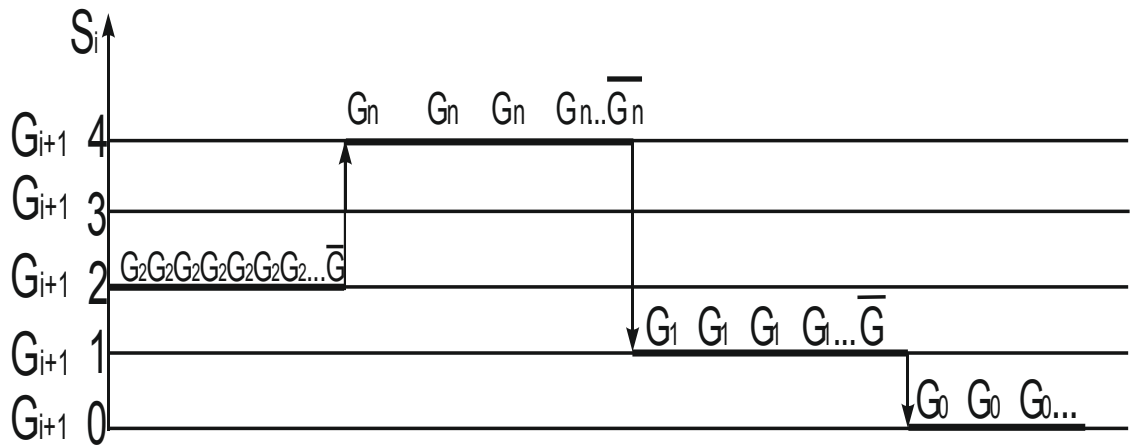 Si
Gn Gn Gn Gn...G̅n̅
Gi+1 4
Gi+1 3
G2G2G2G2G2G2G2...G̅
Gi+1 2
G1 G1 G1 G1...G̅
Gi+1 1
G0 G0 G0...
Gi+1 0